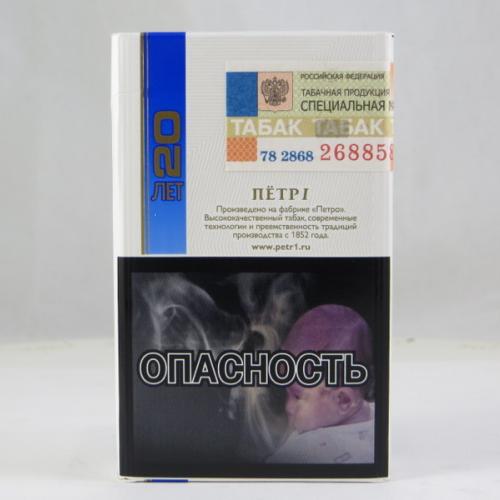 20 ЛЕТ
РОССИЙСКАЯ ФЕДЕРАЦИЯ
ТАБАЧНАЯ ПРОДУКЦИЯ
СПЕЦИАЛЬНАЯ М
ТАБАК ТАБАК
78 2868 268858
ПЁТР I
Произведено на фабрике «Петро».
Высококачественный табак, современные
технологии и преемственность традиций
производства с 1852 года.
www.petr1.ru
ОПАСНОСТЬ